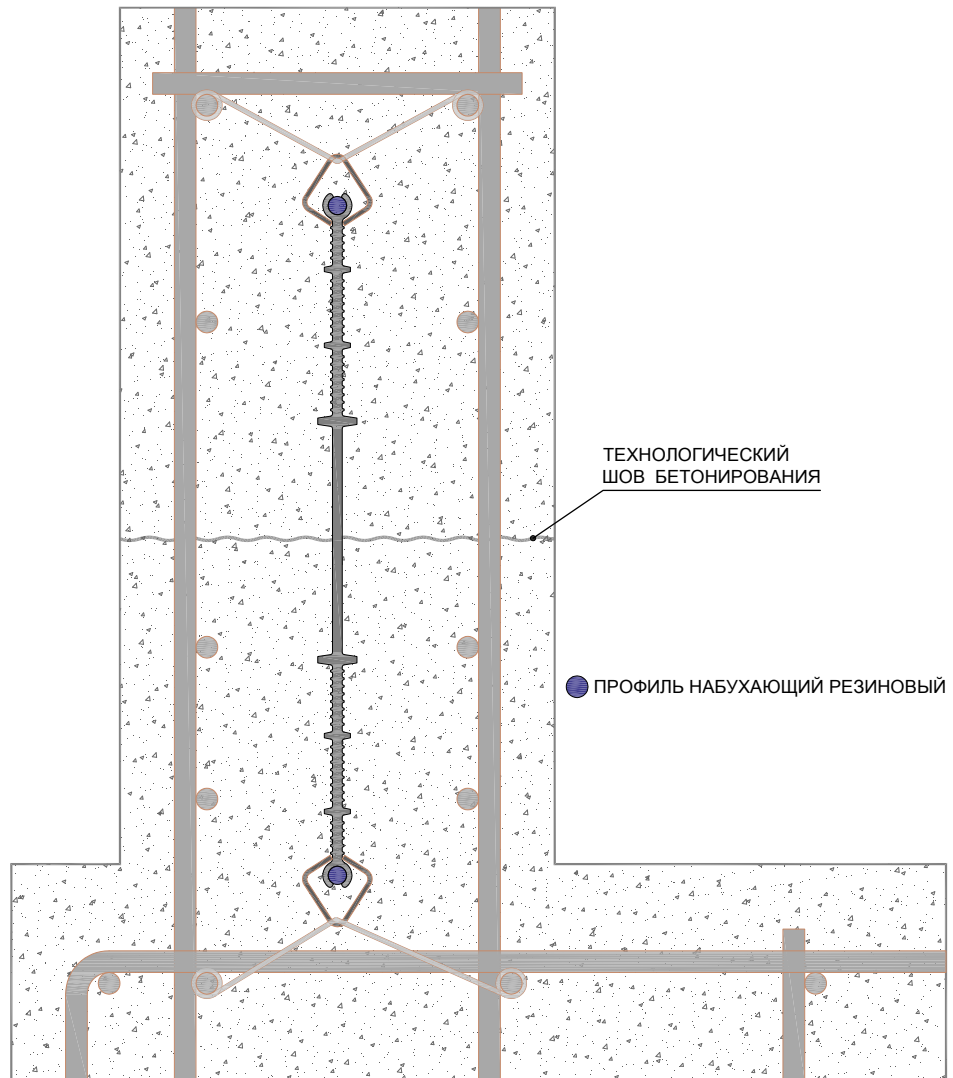 ТЕХНОЛОГИЧЕСКИЙ
ШОВ БЕТОНИРОВАНИЯ
ПРОФИЛЬ НАБУХАЮЩИЙ РЕЗИНОВЫЙ